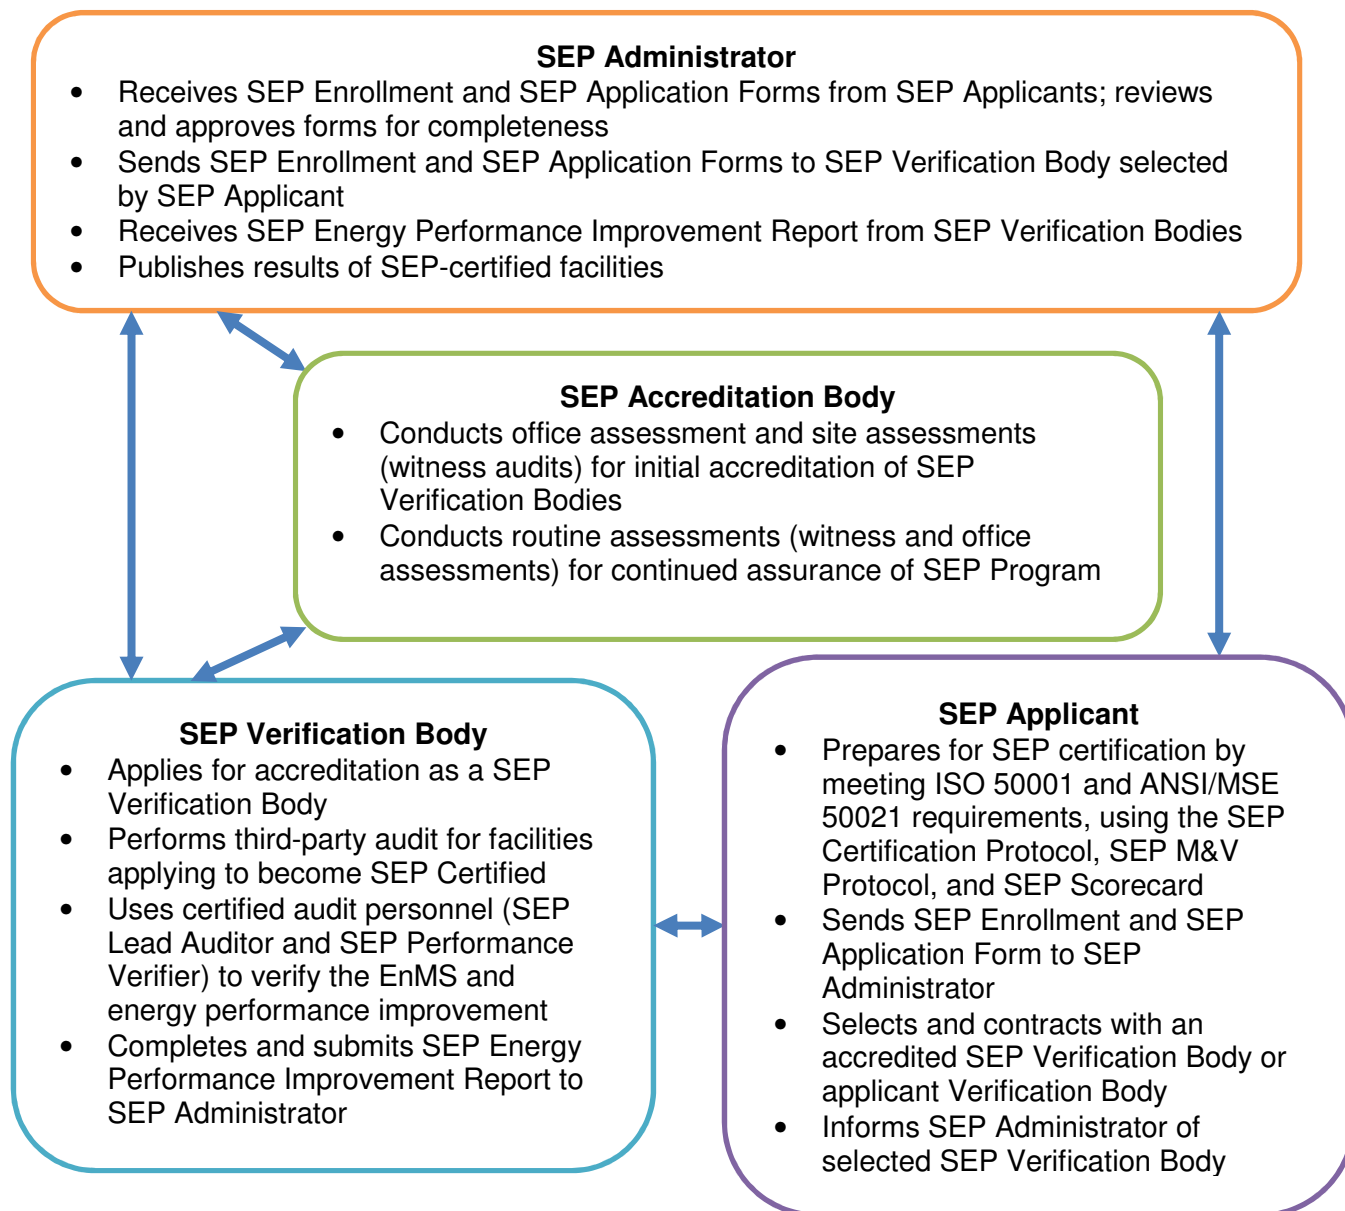 SEP Administrator
• Receives SEP Enrollment and SEP Application Forms from SEP Applicants; reviews
and approves forms for completeness
• Sends SEP Enrollment and SEP Application Forms to SEP Verification Body selected
by SEP Applicant
• Receives SEP Energy Performance Improvement Report from SEP Verification Bodies
• Publishes results of SEP-certified facilities
SEP Accreditation Body
• Conducts office assessment and site assessments
(witness audits) for initial accreditation of SEP
Verification Bodies
• Conducts routine assessments (witness and office
assessments) for continued assurance of SEP Program
SEP Verification Body
• Applies for accreditation as a SEP
Verification Body
• Performs third-party audit for facilities
applying to become SEP Certified
• Uses certified audit personnel (SEP
Lead Auditor and SEP Performance
Verifier) to verify the EnMS and
energy performance improvement
• Completes and submits SEP Energy
Performance Improvement Report to
SEP Administrator
SEP Applicant
• Prepares for SEP certification by
meeting ISO 50001 and ANSI/MSE
50021 requirements, using the SEP
Certification Protocol, SEP M&V
Protocol, and SEP Scorecard
• Sends SEP Enrollment and SEP
Application Form to SEP
Administrator
• Selects and contracts with an
accredited SEP Verification Body or
applicant Verification Body
• Informs SEP Administrator of
selected SEP Verification Body